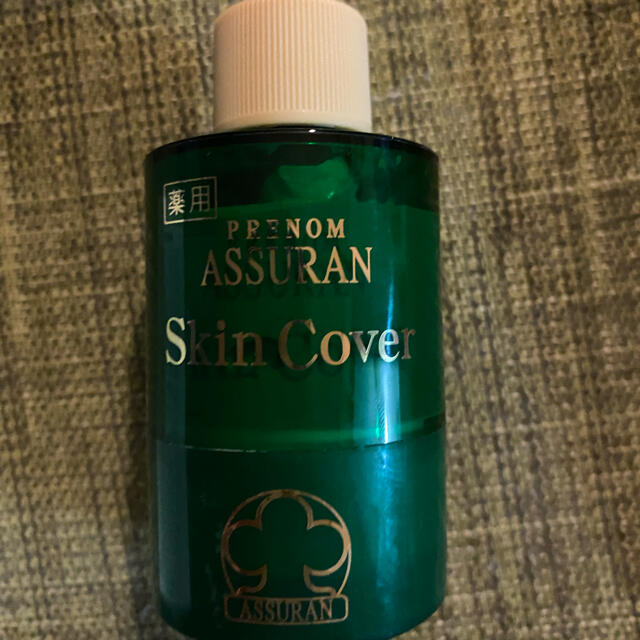 薬用
PRENOM
ASSURAN
Skin Cover
ASSURAN